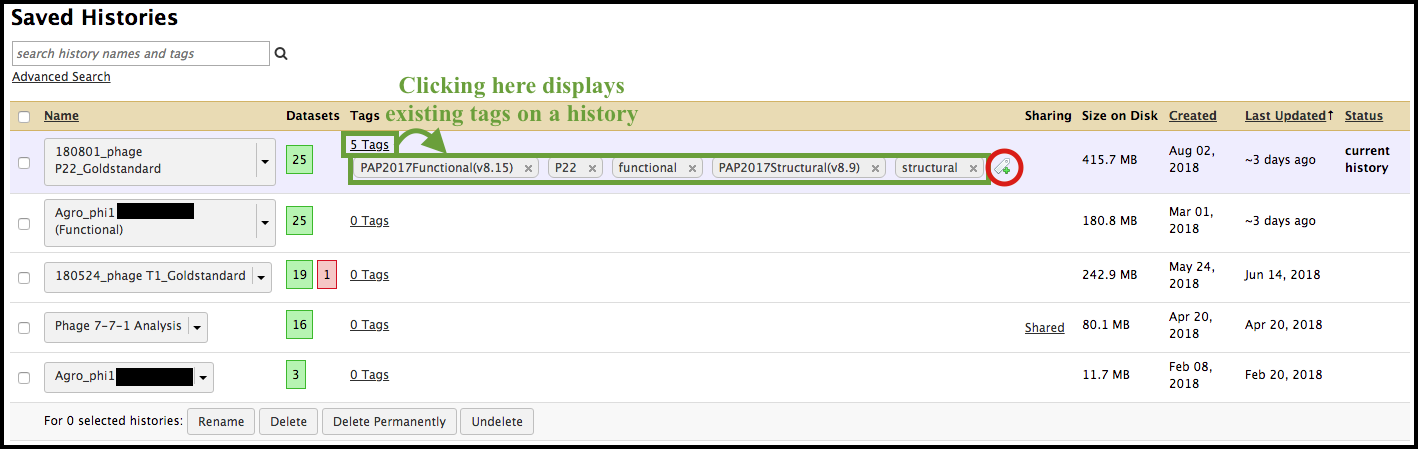 Saved Histories
search history names and tags
Advanced Search
Clicking here displays
existing tags on a history
Name Datasets Tags Sharing Size on Disk Created Last Updated↑ Status
180801_phage
P22_Goldstandard
25
5 Tags
PAP2017Functional(v8.15) × P22 × functional × PAP2017Structural(v8.9) × structural ×
415.7 MB
Aug 02,
2018
~3 days ago
current
history
Agro_phi1
(Functional)
25
0 Tags
180.8 MB
Mar 01,
2018
~3 days ago
180524_phage T1_Goldstandard
19 1
0 Tags
242.9 MB
May 24,
2018
Jun 14, 2018
Phage 7-7-1 Analysis
16
0 Tags
Shared
80.1 MB
Apr 20,
2018
Apr 20, 2018
Agro_phi1
3
0 Tags
11.7 MB
Feb 08,
2018
Feb 20, 2018
For 0 selected histories: Rename Delete Delete Permanently Undelete